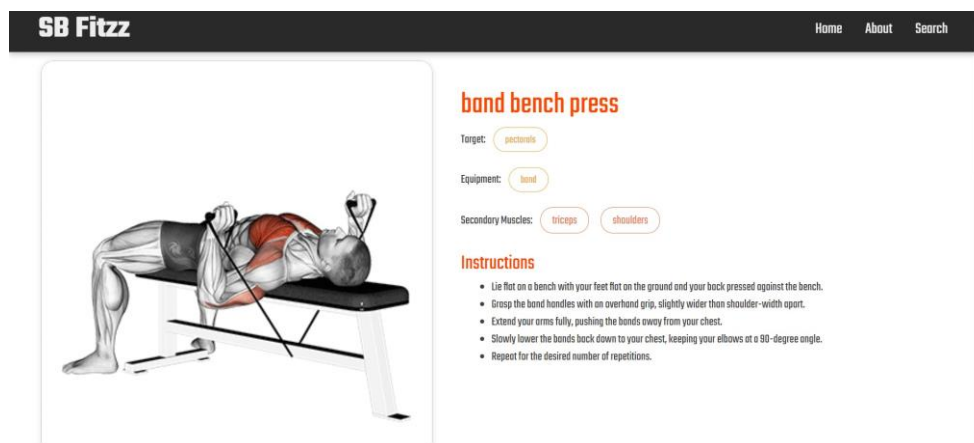 SB Fitzz
Home About Search
band bench press
Target: pectorals
Equipment: band
Secondary Muscles: triceps shoulders
Instructions
• Lie flat on a bench with your feet flat on the ground and your back pressed against the bench.
• Grasp the band handles with an overhand grip, slightly wider than shoulder-width apart.
• Extend your arms fully, pushing the bands away from your chest.
• Slowly lower the bands back down to your chest, keeping your elbows at a 90-degree angle.
• Repeat for the desired number of repetitions.